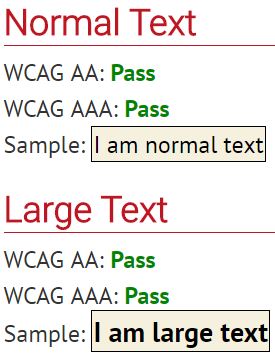 Normal Text
WCAG AA: Pass
WCAG AAA: Pass
Sample: I am normal text
Large Text
WCAG AA: Pass
WCAG AAA: Pass
Sample: I am large text